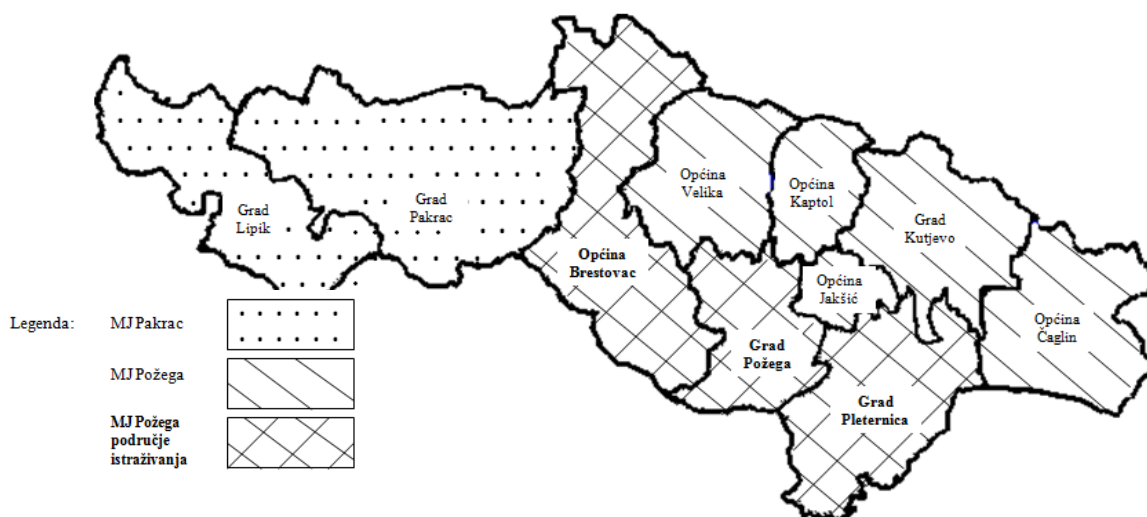 Općina
Velika
Općina
Kaptol
Grad
Pakrac
Grad
Lipik
Grad
Kutjevo
Općina
Brestovac
Općina
Jakšić
Općina
Čaglin
Grad
Požega
Grad
Pleternica
Legenda:
MJ Pakrac
MJ Požega
MJ Požega
područje
istraživanja